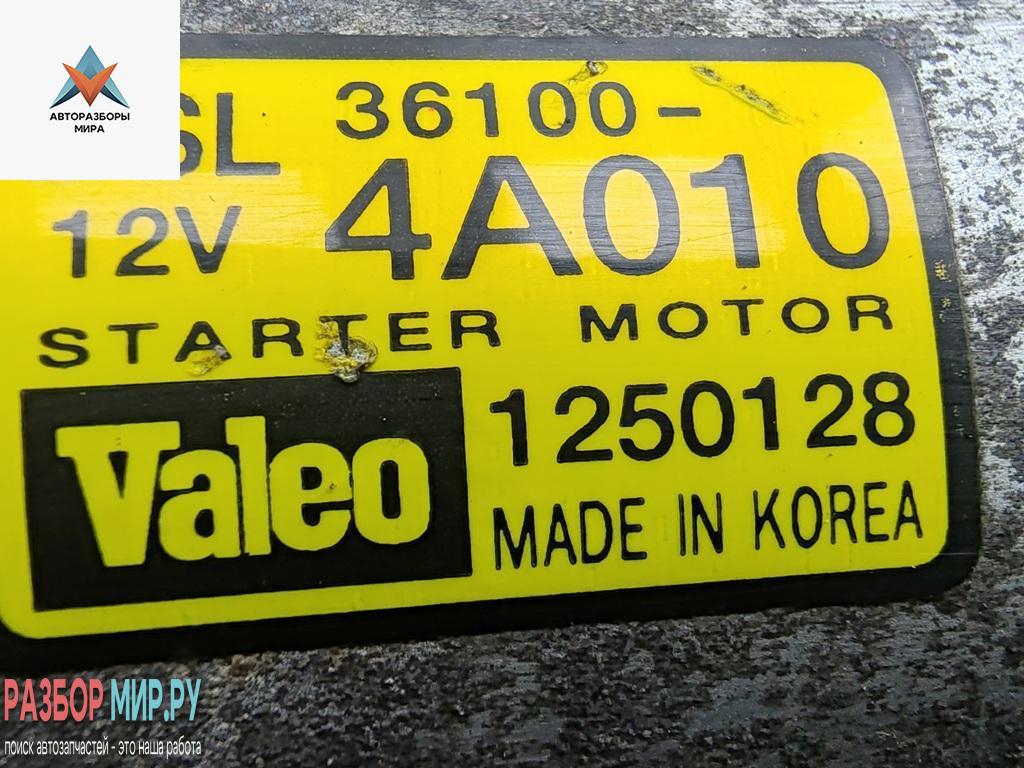 АВТОРАЗБОРЫ
МИРА
SL 36100-
12V 4A010
STARTER MOTOR
Valeo
1250128
MADE IN KOREA
РАЗБОР МИР.РУ
поиск автозапчастей - это наша работа